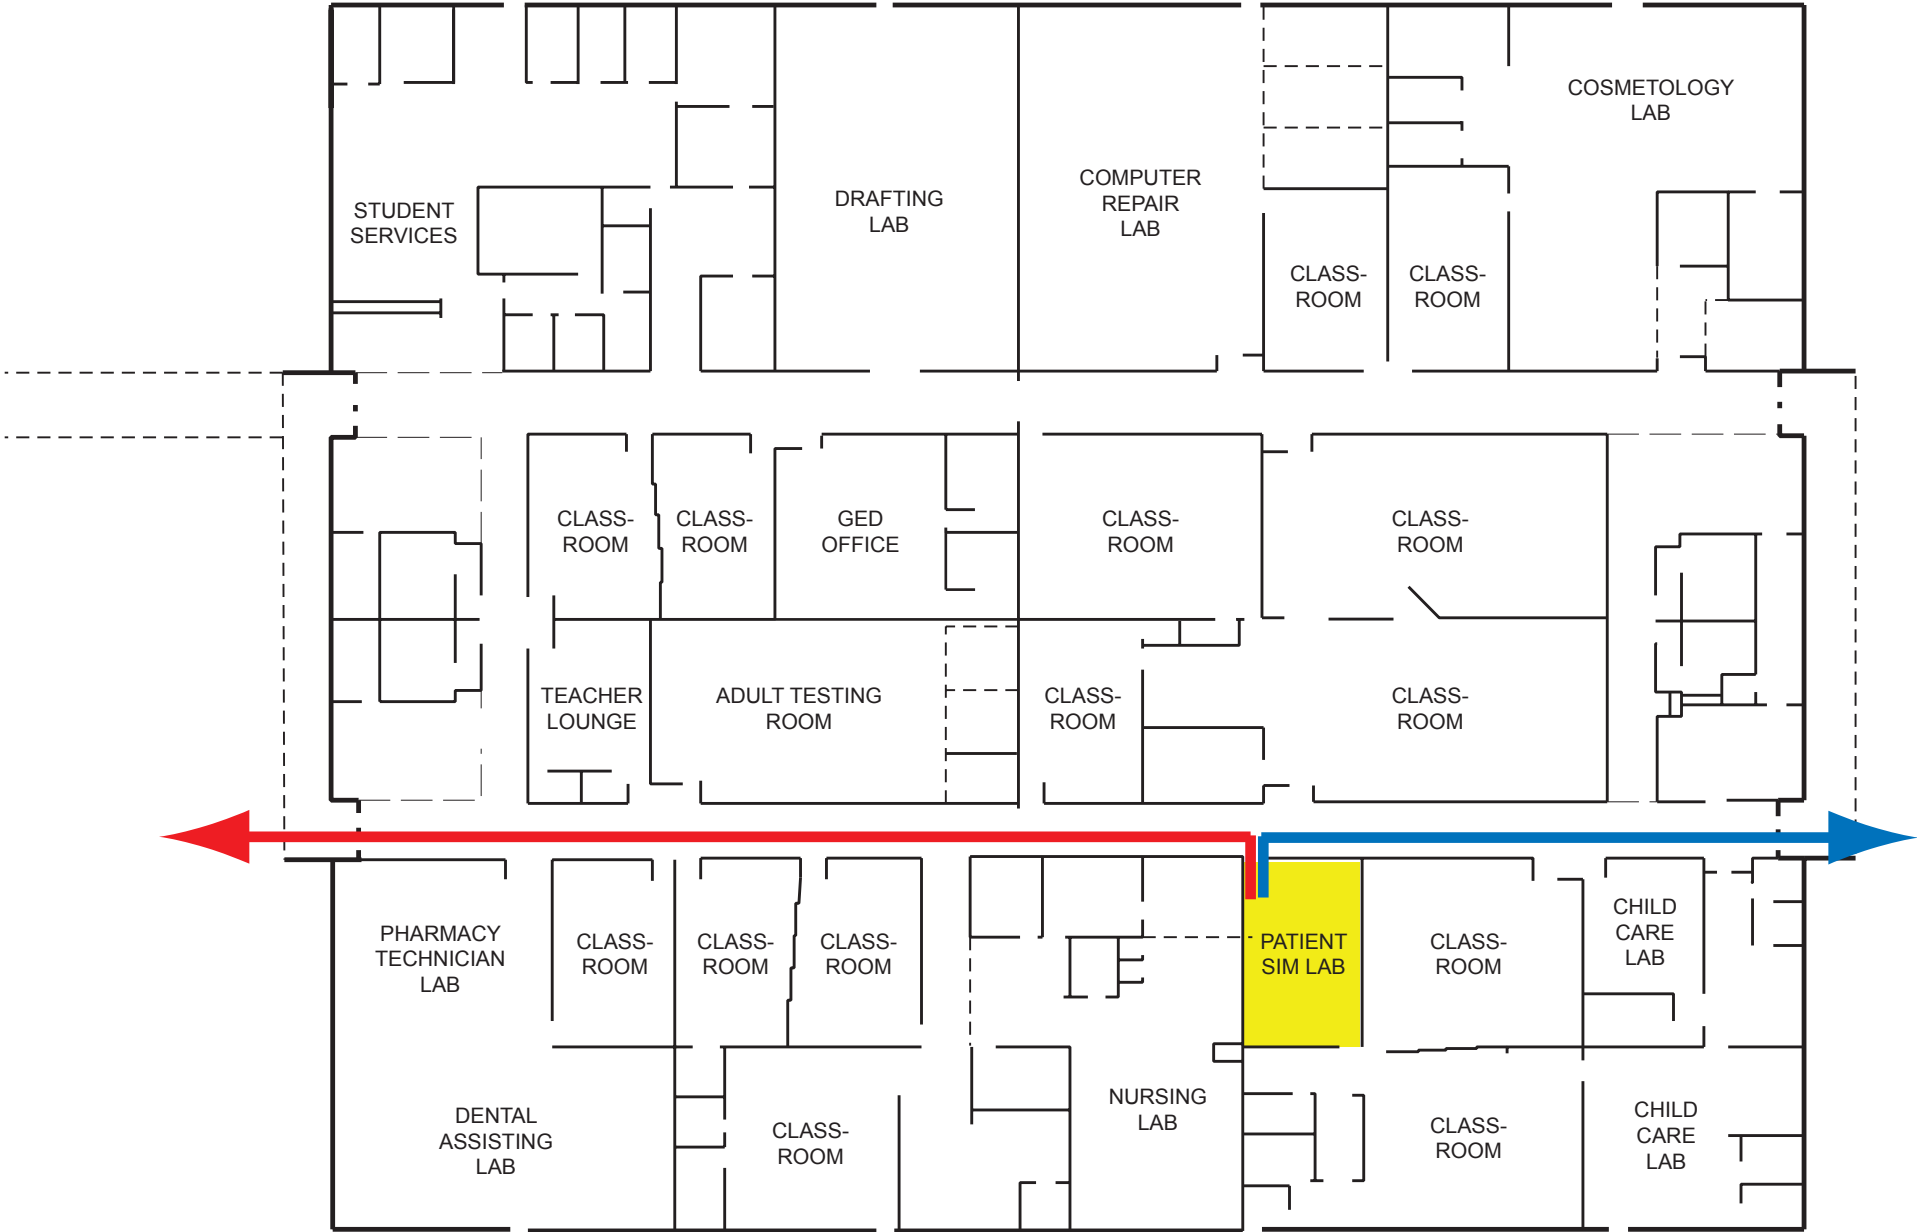 COSMETOLOGY
LAB
STUDENT
SERVICES
DRAFTING
LAB
COMPUTER
REPAIR
LAB
CLASS-
ROOM
CLASS-
ROOM
CLASS-
ROOM
CLASS-
ROOM
GED
OFFICE
CLASS-
ROOM
CLASS-
ROOM
TEACHER
LOUNGE
ADULT TESTING
ROOM
CLASS-
ROOM
CLASS-
ROOM
PHARMACY
TECHNICIAN
LAB
CLASS-
ROOM
CLASS-
ROOM
CLASS-
ROOM
PATIENT
SIM LAB
CLASS-
ROOM
CHILD
CARE
LAB
DENTAL
ASSISTING
LAB
CLASS-
ROOM
NURSING
LAB
CLASS-
ROOM
CHILD
CARE
LAB